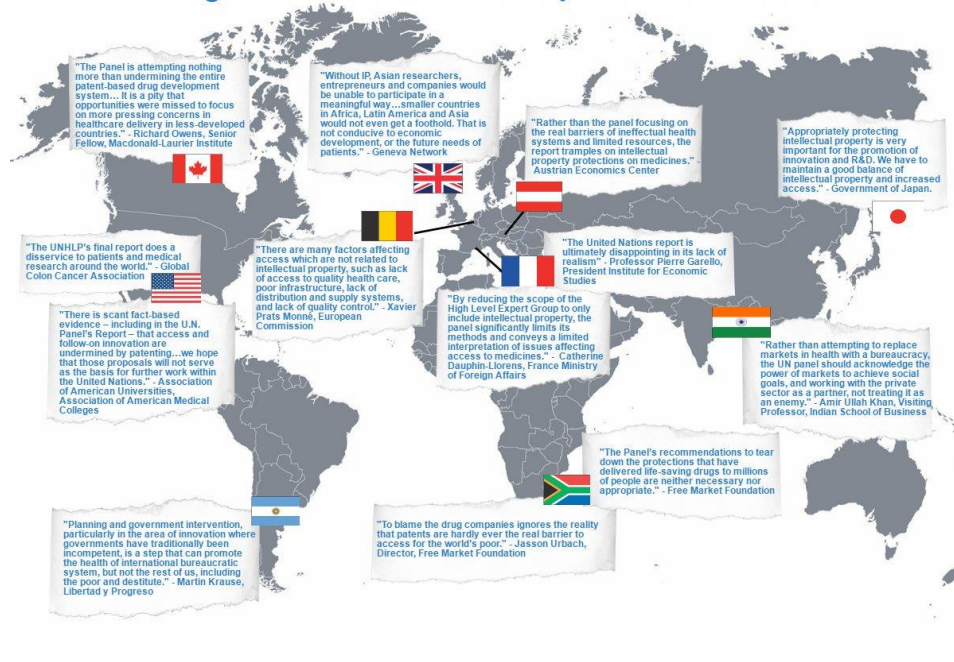 "The Panel is attempting nothing
more than undermining the entire
patent-based drug development
system… It is a pity that
opportunities were missed to focus
on more pressing concerns in
healthcare delivery in less-developed
countries." - Richard Owens, Senior
Fellow, Macdonald-Laurier Institute
"Without IP, Asian researchers,
entrepreneurs and companies would
be unable to participate in a
meaningful way…smaller countries
in Africa, Latin America and Asia
would not even get a foothold. That is
not conducive to economic
development, or the future needs of
patients." - Geneva Network
"Rather than the panel focusing on
the real barriers of ineffectual health
systems and limited resources, the
report tramples on intellectual
property protections on medicines." -
Austrian Economics Center
"Appropriately protecting
intellectual property is very
important for the promotion of
innovation and R&D. We have to
maintain a good balance of
intellectual property and increased
access." - Government of Japan.
"The UNHLP's final report does a
disservice to patients and medical
research around the world." - Global
Colon Cancer Association
"There are many factors affecting
access which are not related to
intellectual property, such as lack
of access to quality health care,
poor infrastructure, lack of
distribution and supply systems,
and lack of quality control." - Xavier
Prats Monné, European
Commission
"The United Nations report is
ultimately disappointing in its lack of
realism" - Professor Pierre Garello,
President Institute for Economic
Studies
"There is scant fact-based
evidence – including in the U.N.
Panel's Report – that access and
follow-on innovation are
undermined by patenting…we hope
that those proposals will not serve
as the basis for further work within
the United Nations." - Association
of American Universities,
Association of American Medical
Colleges
"By reducing the scope of the
High Level Expert Group to only
include intellectual property, the
panel significantly limits its
methods and conveys a limited
interpretation of issues affecting
access to medicines." - Catherine
Dauphin-Llorens, France Ministry
of Foreign Affairs
"Rather than attempting to replace
markets in health with a bureaucracy,
the UN panel should acknowledge the
power of markets to achieve social
goals, and working with the private
sector as a partner, not treating it as
an enemy." - Amir Ullah Khan, Visiting
Professor, Indian School of Business
"The Panel's recommendations to tear
down the protections that have
delivered life-saving drugs to millions
of people are neither necessary nor
appropriate." - Free Market Foundation
"Planning and government intervention,
particularly in the area of innovation where
governments have traditionally been
incompetent, is a step that can promote
the health of international bureaucratic
system, but not the rest of us, including
the poor and destitute." - Martin Krause,
Libertad y Progreso
"To blame the drug companies ignores the reality
that patents are hardly ever the real barrier to
access for the world's poor." - Jasson Urbach,
Director, Free Market Foundation